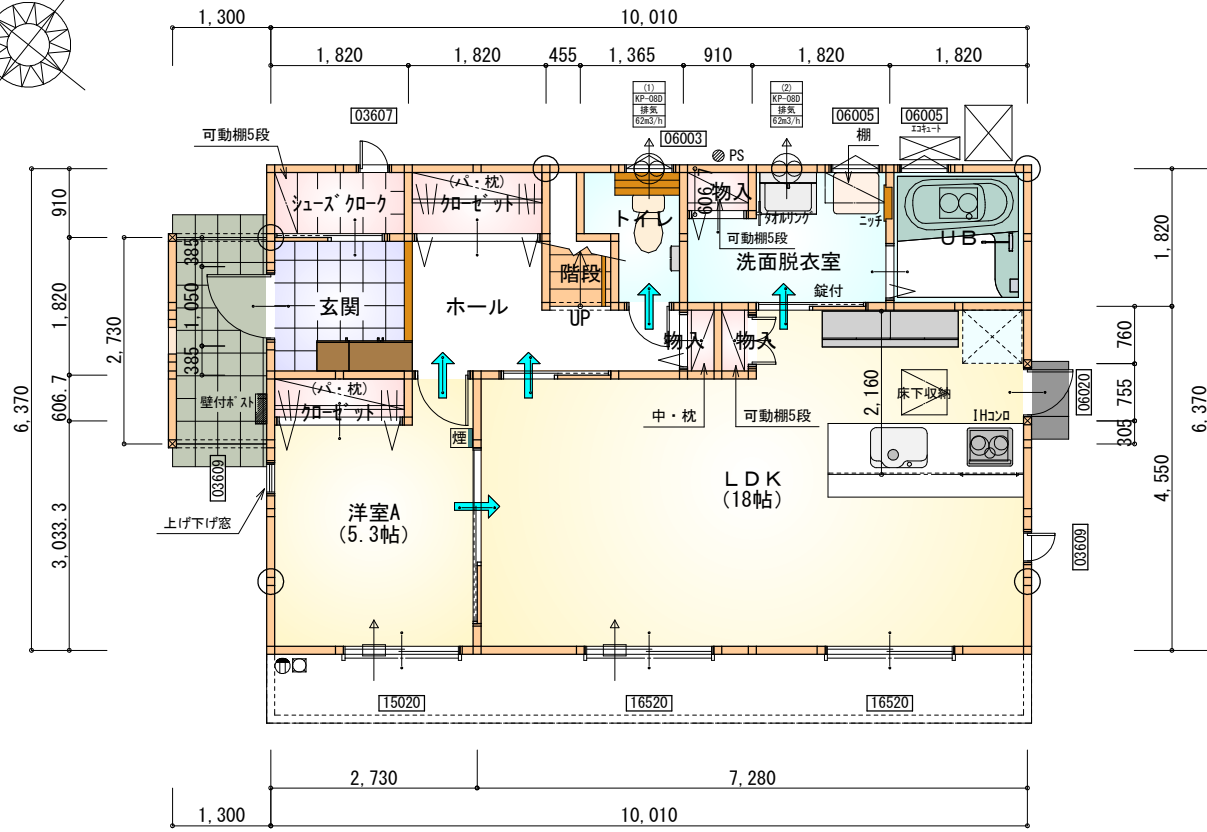 1,300
10,010
1,820
1,820
455
1,365
910
1,820
1,820
(1)
KP-08D
排気
62m3/h
(2)
KP-08D
排気
62m3/h
03607
06003
06005
06005
エコキュート
棚
可動棚5段
PS
(パ・枕)
シューズクローク
クローゼット
トイレ
物入
606.7
タオルリング
ニッチ
可動棚5段
UB
洗面脱衣室
階段
錠付
玄関
ホール
UP
物入
物入
910
1,820
606.7
3,033.3
6,370
2,730
385
1,050
385
壁付ポスト
(パ・枕)
クローゼット
煙
中・枕
可動棚5段
2,160
床下収納
IHコンロ
1,820
760
755
305
4,550
6,370
06020
03609
03609
上げ下げ窓
洋室A
(5.3帖)
LDK
(18帖)
15020
16520
16520
2,730
7,280
1,300
10,010